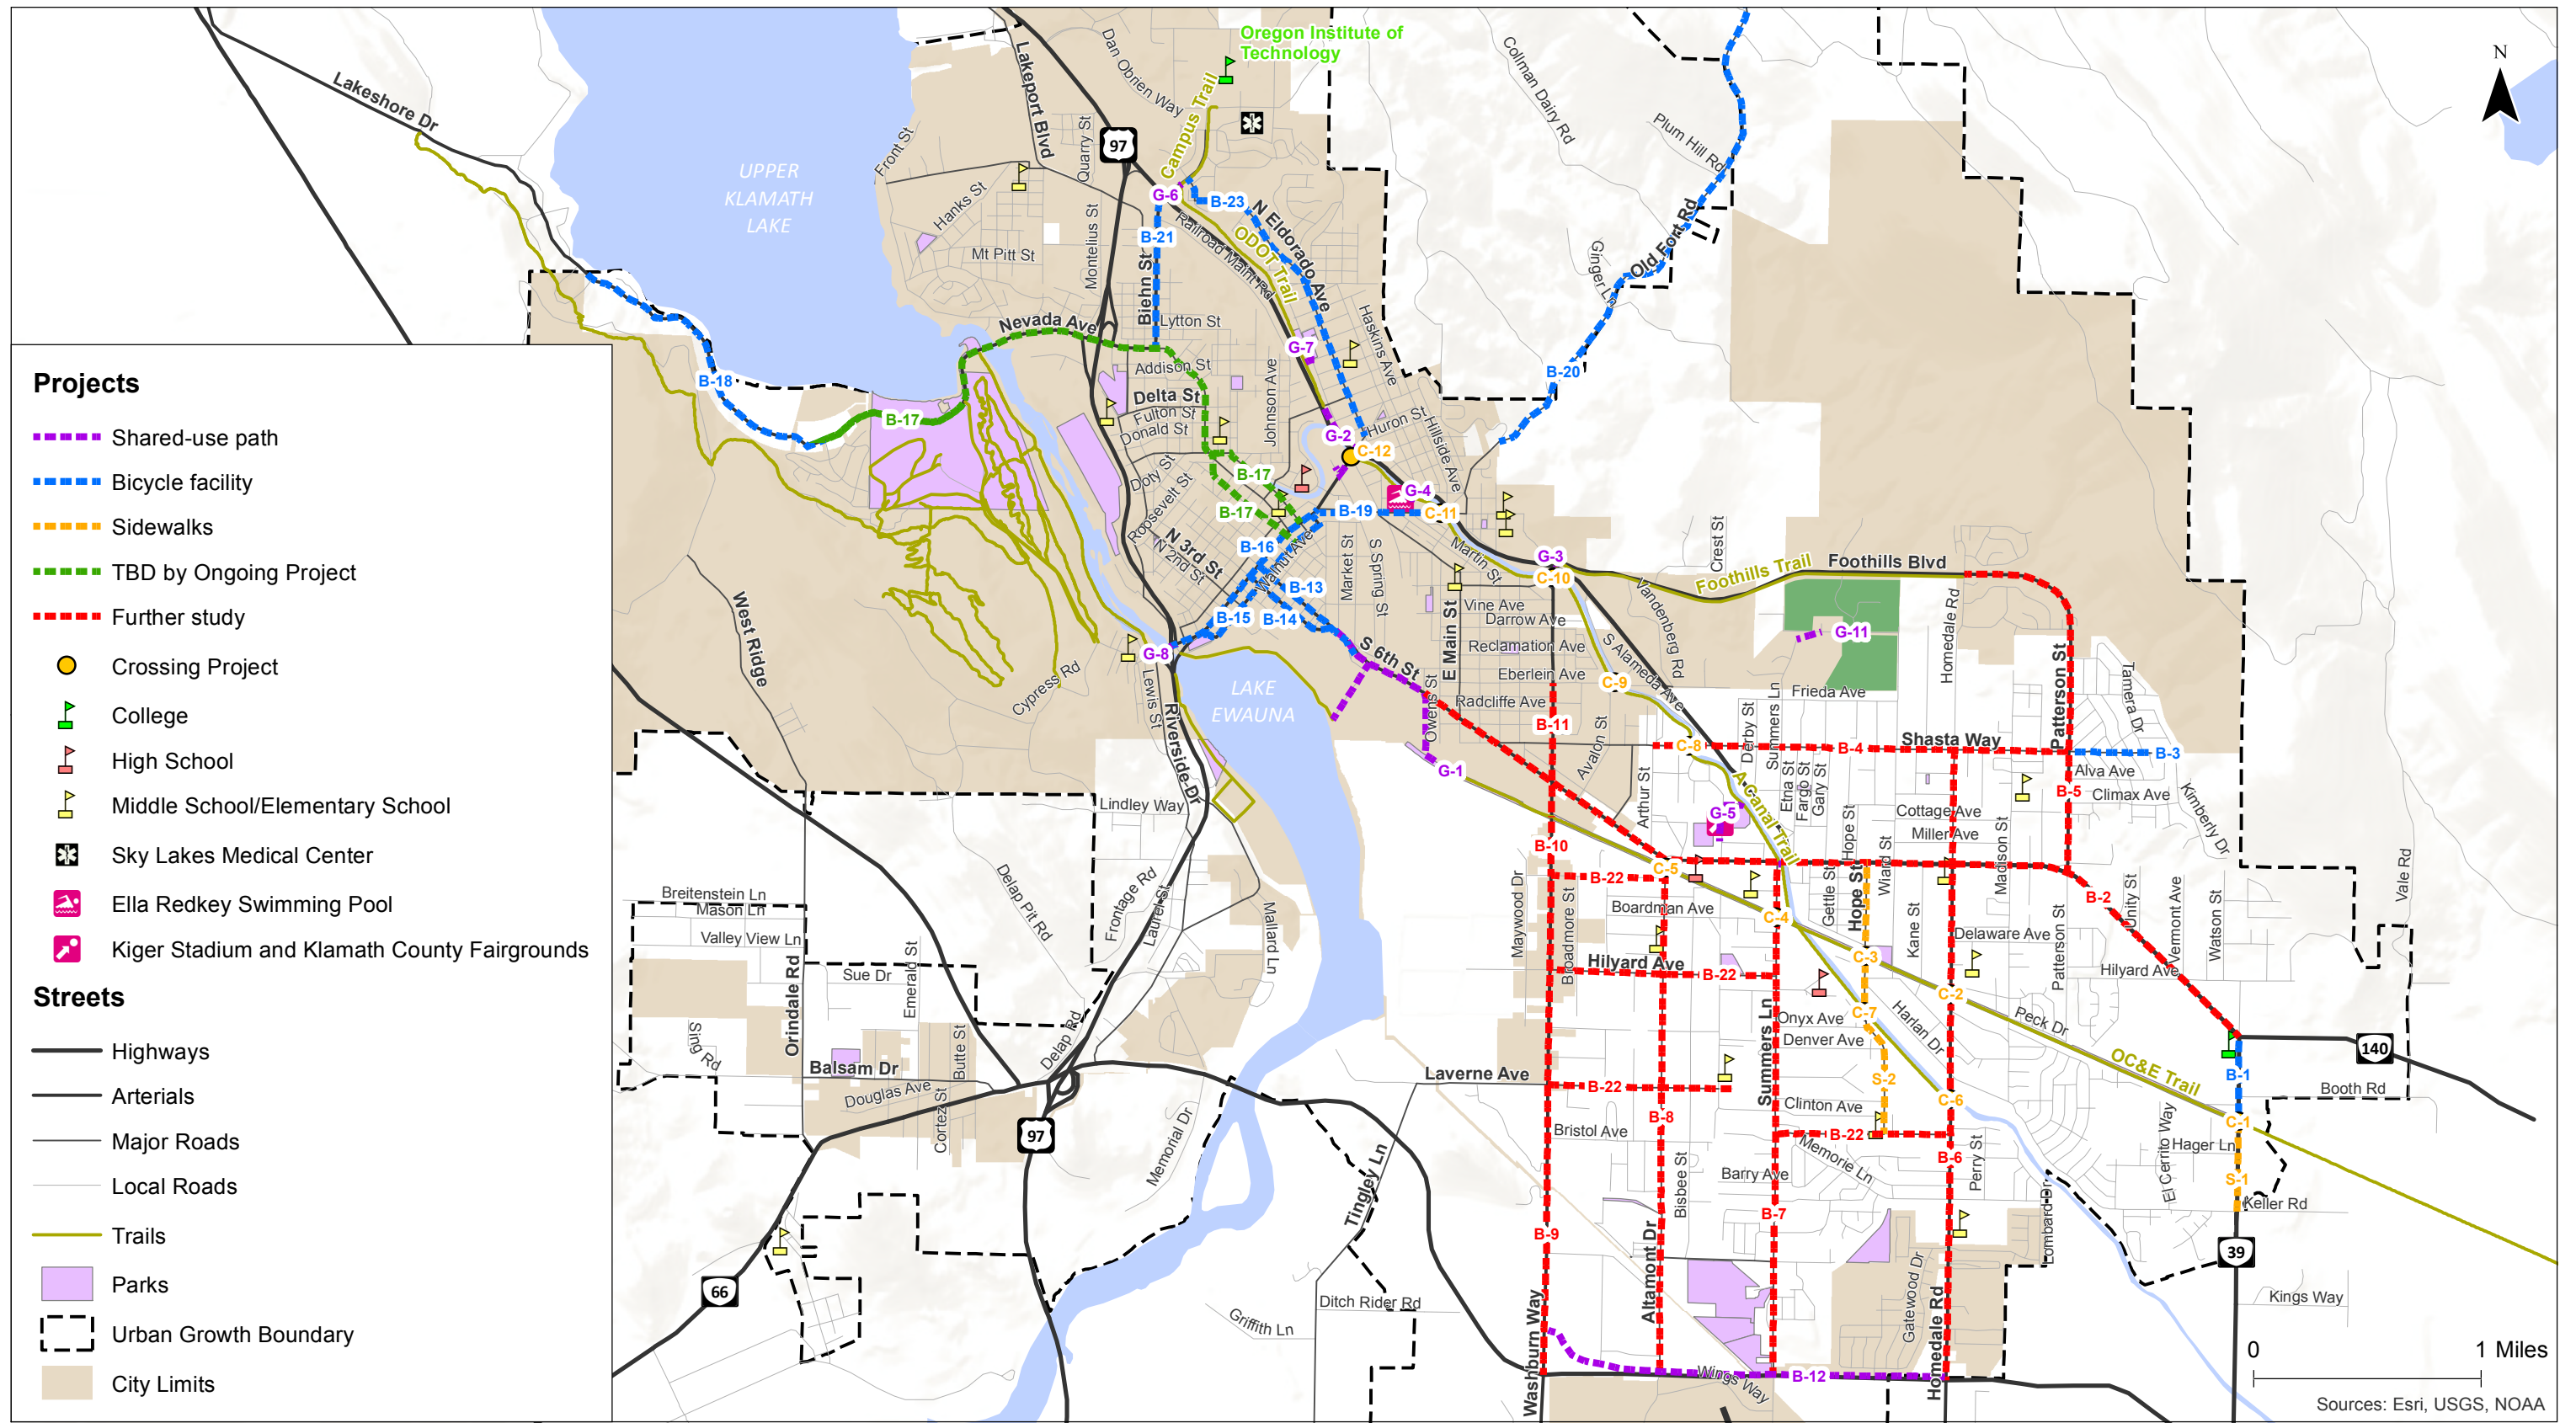 Oregon Institute of
Technology
Lakeshore Dr
Lakeport Blvd
Dan Obrien Way
Campus Trail
Collman Dairy Rd
Plum Hill Rd
N
97
Front St
Quarry St
UPPER
KLAMATH
LAKE
Hanks St
Mt Pitt St
Montelius St
G-6
B-23
B-21
Biehn St
Railroad Maint Rd
ODOT Trail
N Eldorado Ave
Haskins Ave
Ginger Ln
Old Fort Rd
Nevada Ave
Lytton St
G-7
B-20
B-18
B-17
Addison St
Delta St
Fulton St
Donald St
Johnson Ave
Huron St
Hillside Ave
G-2
C-12
Doty St
Roosevelt St
B-17
B-17
G-4
B-19
C-11
N 3rd St
N 2nd St
B-16
Walnut Ave
Market St
S Spring St
Martin St
G-3
C-10
Crest St
Foothills Trail
Foothills Blvd
B-13
B-15
B-14
Vine Ave
Darrow Ave
Vandenberg Rd
G-11
Homedale Rd
West Ridge
G-8
Cypress Rd
Lewis St
LAKE
EWAUNA
S 6th St
E Main St
Reclamation Ave
Eberlein Ave
Radcliffe Ave
Owens St
S Alameda Ave
C-9
Frieda Ave
Patterson St
Tamera Dr
Riverside Dr
B-11
Avalon St
C-8
Derby St
Summers Ln
B-4
Shasta Way
B-3
G-1
Arthur St
A Canal Trail
Etna St
Fargo St
Gary St
Alva Ave
B-5
Climax Ave
Kimberly Dr
Lindley Way
G-5
Hope St
Cottage Ave
Miller Ave
B-10
C-5
Wiard St
Madison St
Vale Rd
Delap Pit Rd
Frontage Rd
Laurel St
Mallard Ln
Maywood Dr
Broadmore St
B-22
Boardman Ave
C-4
Gettle St
Hope St
Kane St
B-2
Unity St
Vermont Ave
Watson St
Breitenstein Ln
Mason Ln
Valley View Ln
Sue Dr
Emerald St
Orindale Rd
Hilyard Ave
B-22
C-3
Delaware Ave
Patterson St
Hilyard Ave
C-2
C-7
Harlan Dr
Peck Dr
Sing Rd
Butte St
Delap Rd
Onyx Ave
Denver Ave
OC&E Trail
140
Balsam Dr
Douglas Ave
Cortez St
Laverne Ave
B-22
Summers Ln
S-2
B-1
Booth Rd
97
Memorial Dr
B-8
Clinton Ave
C-6
C-1
Bristol Ave
B-22
Memorie Ln
Hager Ln
El Cerrito Way
B-6
Perry St
Tingley Ln
Bisbee St
Barry Ave
S-1
Keller Rd
Lombard Dr
B-9
B-7
39
66
Altamont Dr
Gatewood Dr
Homedale Rd
Kings Way
Griffith Ln
Ditch Rider Rd
Washburn Way
Wings Way
B-12
Projects
Shared-use path
Bicycle facility
Sidewalks
TBD by Ongoing Project
Further study
Crossing Project
College
High School
Middle School/Elementary School
Sky Lakes Medical Center
Ella Redkey Swimming Pool
Kiger Stadium and Klamath County Fairgrounds
Streets
Highways
Arterials
Major Roads
Local Roads
Trails
Parks
Urban Growth Boundary
City Limits
0 1 Miles
Sources: Esri, USGS, NOAA